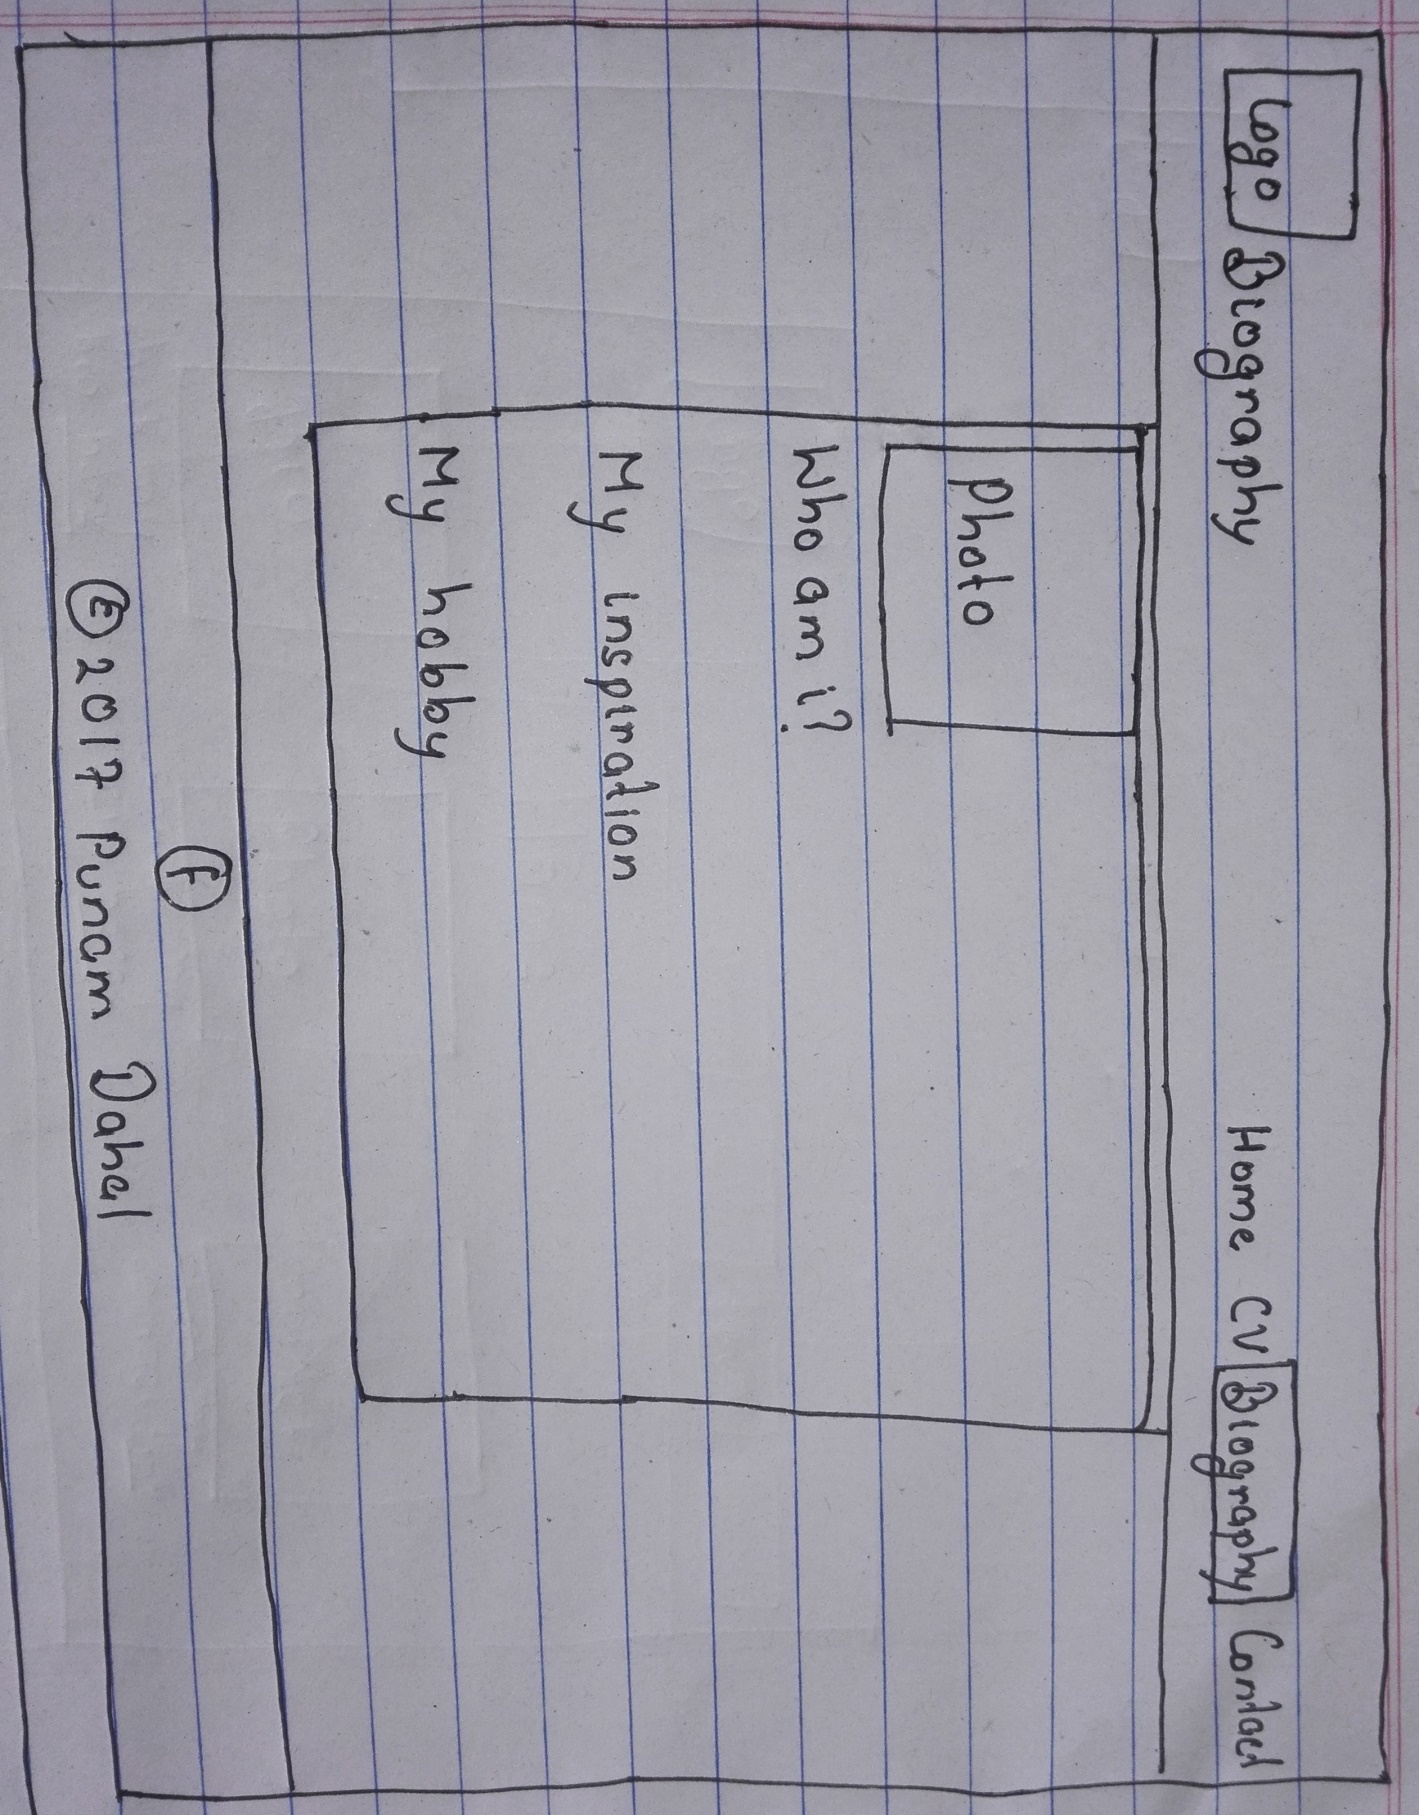 Logo Biography Home CV Biography Contact
Photo
Who am i?
My inspiration
My hobby
f
© 2017 Punam Dahal